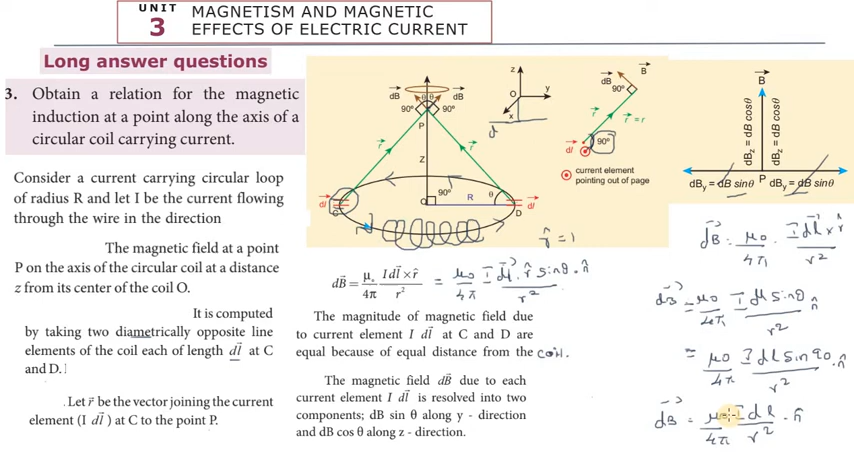 UNIT
3
MAGNETISM AND MAGNETIC
EFFECTS OF ELECTRIC CURRENT
Long answer questions
3. Obtain a relation for the magnetic
induction at a point along the axis of a
circular coil carrying current.
Consider a current carrying circular loop
of radius R and let I be the current flowing
through the wire in the direction
The magnetic field at a point
P on the axis of the circular coil at a distance
z from its center of the coil O.
It is computed
by taking two diametrically opposite line
elements of the coil each of length dl⃗ at C
and D.
Let r⃗ be the vector joining the current
element (I dl⃗ ) at C to the point P.
dB⃗ θ θ dB⃗
90° 90°
P
r⃗ r⃗
Z
90°
O R θ
dl⃗ C D dl⃗
z
O y
x
dB⃗ B⃗
90°
r⃗ r⃗ = r
90°
dl⃗
current element
pointing out of page
r̂ = 1
dB⃗ = μ₀/4π I dl⃗ × r̂ / r² = μ₀/4π I dl⃗ · r̂ sin θ · n̂ / r²
The magnitude of magnetic field due
to current element I dl⃗ at C and D are
equal because of equal distance from the coil.
The magnetic field dB⃗ due to each
current element I dl⃗ is resolved into two
components; dB sin θ along y - direction
and dB cos θ along z - direction.
B⃗
dB_z = dB cosθ
dB_z = dB cosθ
dB_y = dB sinθ P dB_y = dB sinθ
dB⃗ = μ₀/4π I dl⃗ × r̂ / r²
dB⃗ = μ₀/4π I dl sinθ / r² n̂
= μ₀/4π I dl sin 90 / r² · n̂
dB⃗ = μ₀/4π I dl / r² · n̂